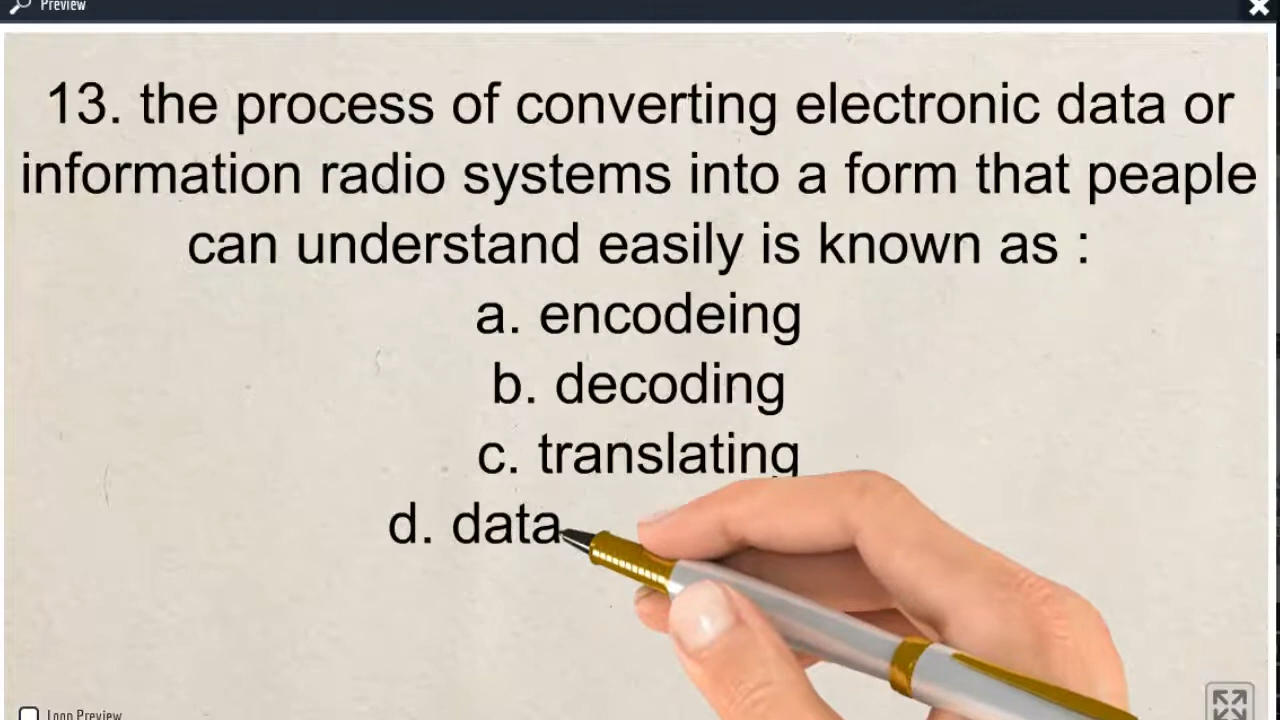 Preview
13. the process of converting electronic data or
information radio systems into a form that peaple
can understand easily is known as :
a. encodeing
b. decoding
c. translating
d. data
Loop Preview